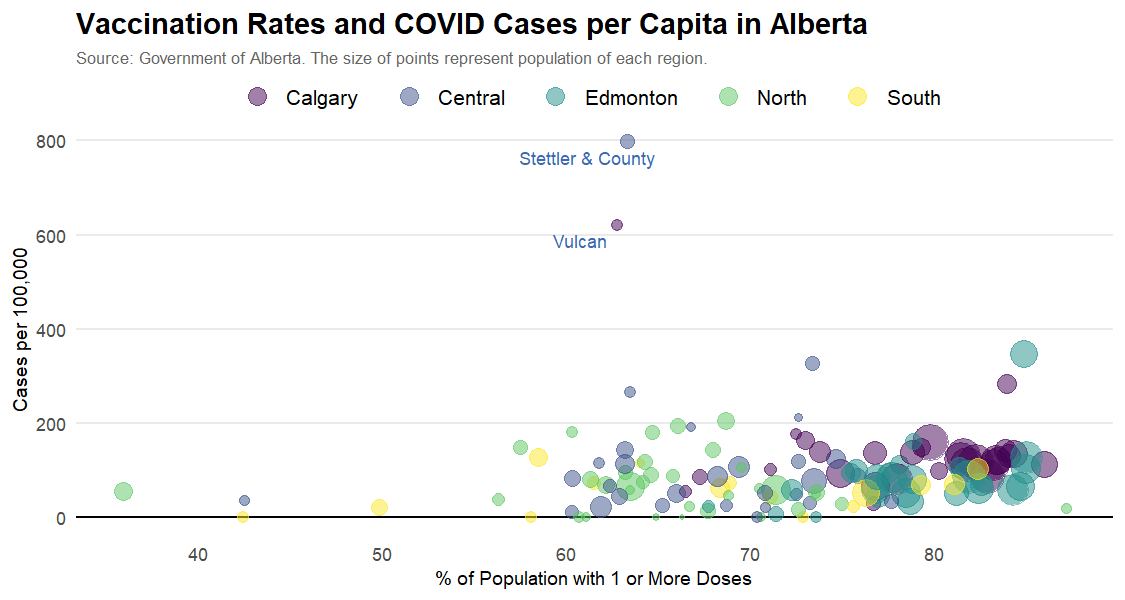 Vaccination Rates and COVID Cases per Capita in Alberta
Source: Government of Alberta. The size of points represent population of each region.
Calgary Central Edmonton North South
800
Stettler & County
600
Vulcan
400
200
0
Cases per 100,000
40 50 60 70 80
% of Population with 1 or More Doses